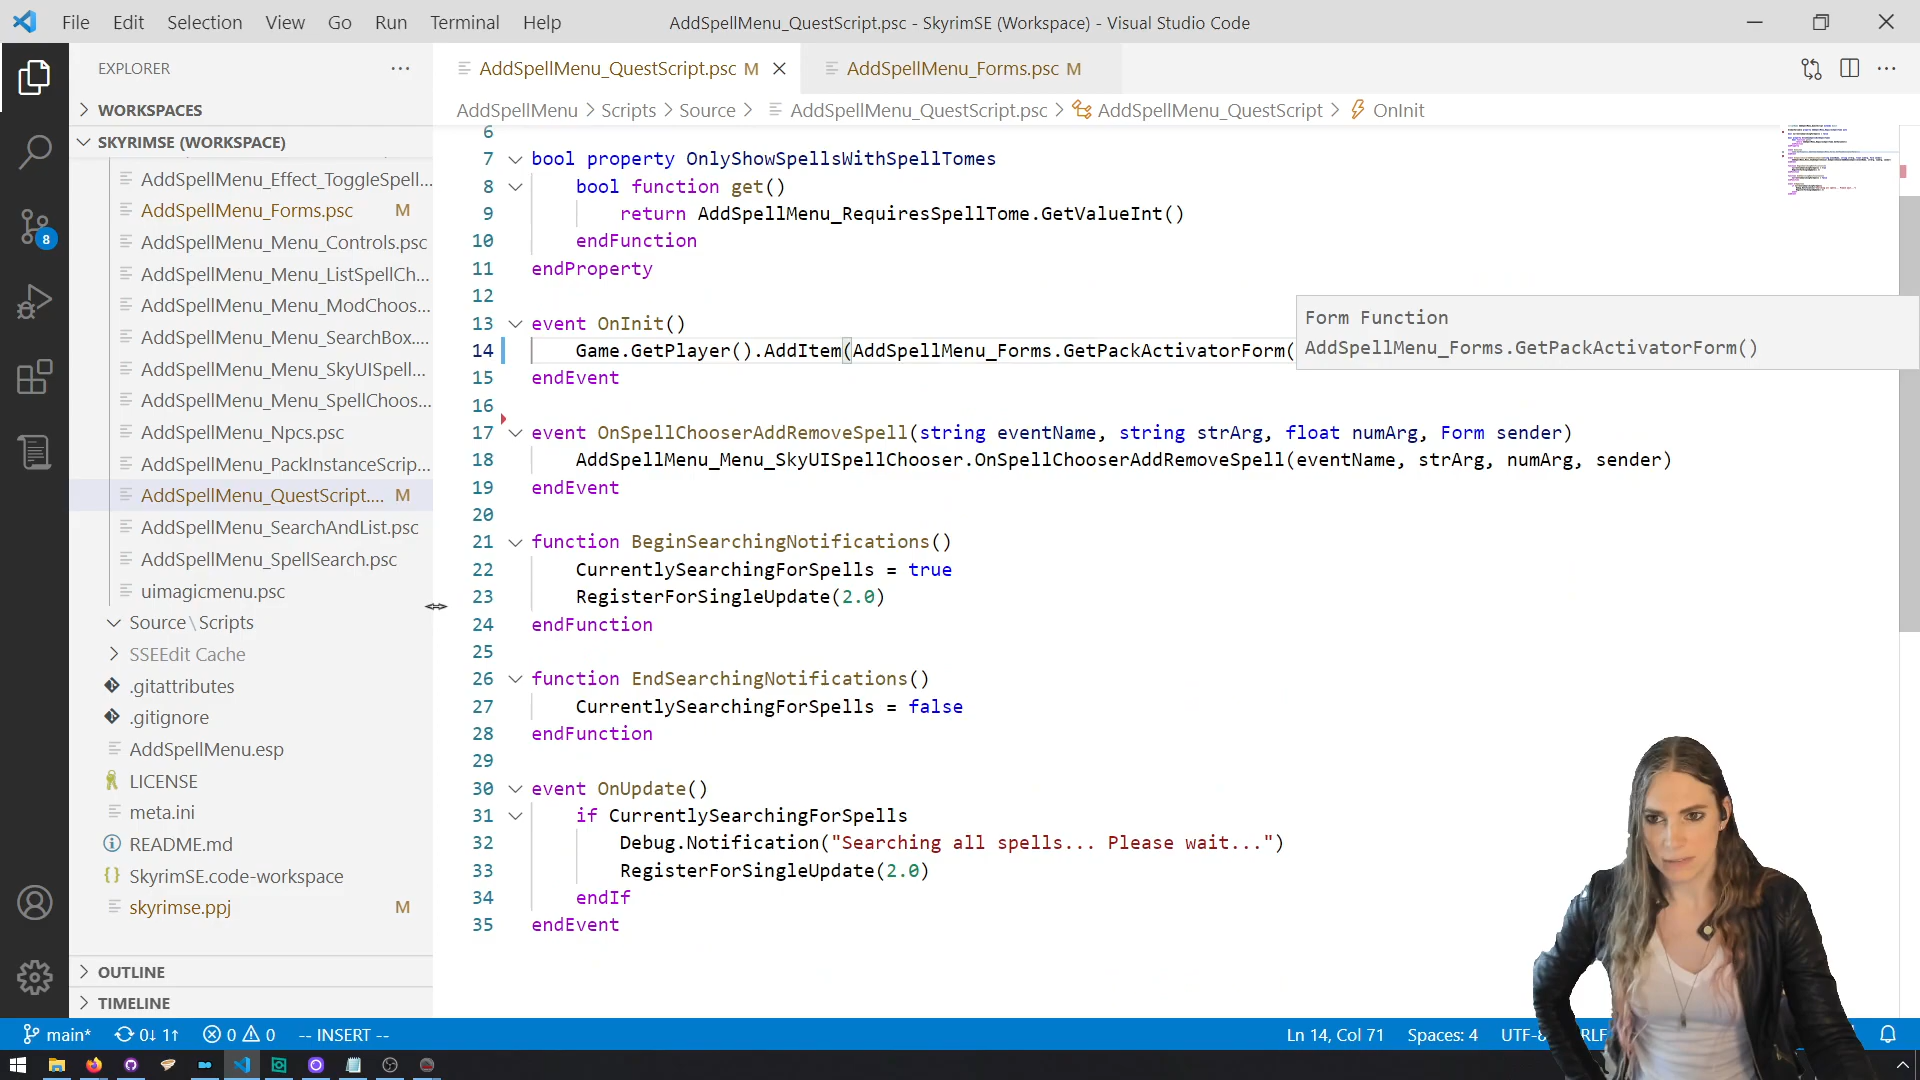 File Edit Selection View Go Run Terminal Help
AddSpellMenu_QuestScript.psc - SkyrimSE (Workspace) - Visual Studio Code
EXPLORER
WORKSPACES
SKYRIMSE (WORKSPACE)
AddSpellMenu_Effect_ToggleSpell...
AddSpellMenu_Forms.psc M
AddSpellMenu_Menu_Controls.psc
AddSpellMenu_Menu_ListSpellCh...
AddSpellMenu_Menu_ModChoos...
AddSpellMenu_Menu_SearchBox....
AddSpellMenu_Menu_SkyUISpell...
AddSpellMenu_Menu_SpellChoos...
AddSpellMenu_Npcs.psc
AddSpellMenu_PackInstanceScrip...
AddSpellMenu_QuestScript.... M
AddSpellMenu_SearchAndList.psc
AddSpellMenu_SpellSearch.psc
uimagicmenu.psc
Source\Scripts
SSEEdit Cache
.gitattributes
.gitignore
AddSpellMenu.esp
LICENSE
meta.ini
README.md
SkyrimSE.code-workspace
skyrimse.ppj M
OUTLINE
TIMELINE
8
AddSpellMenu_QuestScript.psc M
AddSpellMenu_Forms.psc M
AddSpellMenu > Scripts > Source > AddSpellMenu_QuestScript.psc > AddSpellMenu_QuestScript > OnInit
6
7 bool property OnlyShowSpellsWithSpellTomes
8 bool function get()
9 return AddSpellMenu_RequiresSpellTome.GetValueInt()
10 endFunction
11 endProperty
12
13 event OnInit()
14 Game.GetPlayer().AddItem(AddSpellMenu_Forms.GetPackActivatorForm(
Form Function
AddSpellMenu_Forms.GetPackActivatorForm()
15 endEvent
16
17 event OnSpellChooserAddRemoveSpell(string eventName, string strArg, float numArg, Form sender)
18 AddSpellMenu_Menu_SkyUISpellChooser.OnSpellChooserAddRemoveSpell(eventName, strArg, numArg, sender)
19 endEvent
20
21 function BeginSearchingNotifications()
22 CurrentlySearchingForSpells = true
23 RegisterForSingleUpdate(2.0)
24 endFunction
25
26 function EndSearchingNotifications()
27 CurrentlySearchingForSpells = false
28 endFunction
29
30 event OnUpdate()
31 if CurrentlySearchingForSpells
32 Debug.Notification("Searching all spells... Please wait...")
33 RegisterForSingleUpdate(2.0)
34 endIf
35 endEvent
main* 0↓ 1↑ 0 0 -- INSERT -- Ln 14, Col 71 Spaces: 4